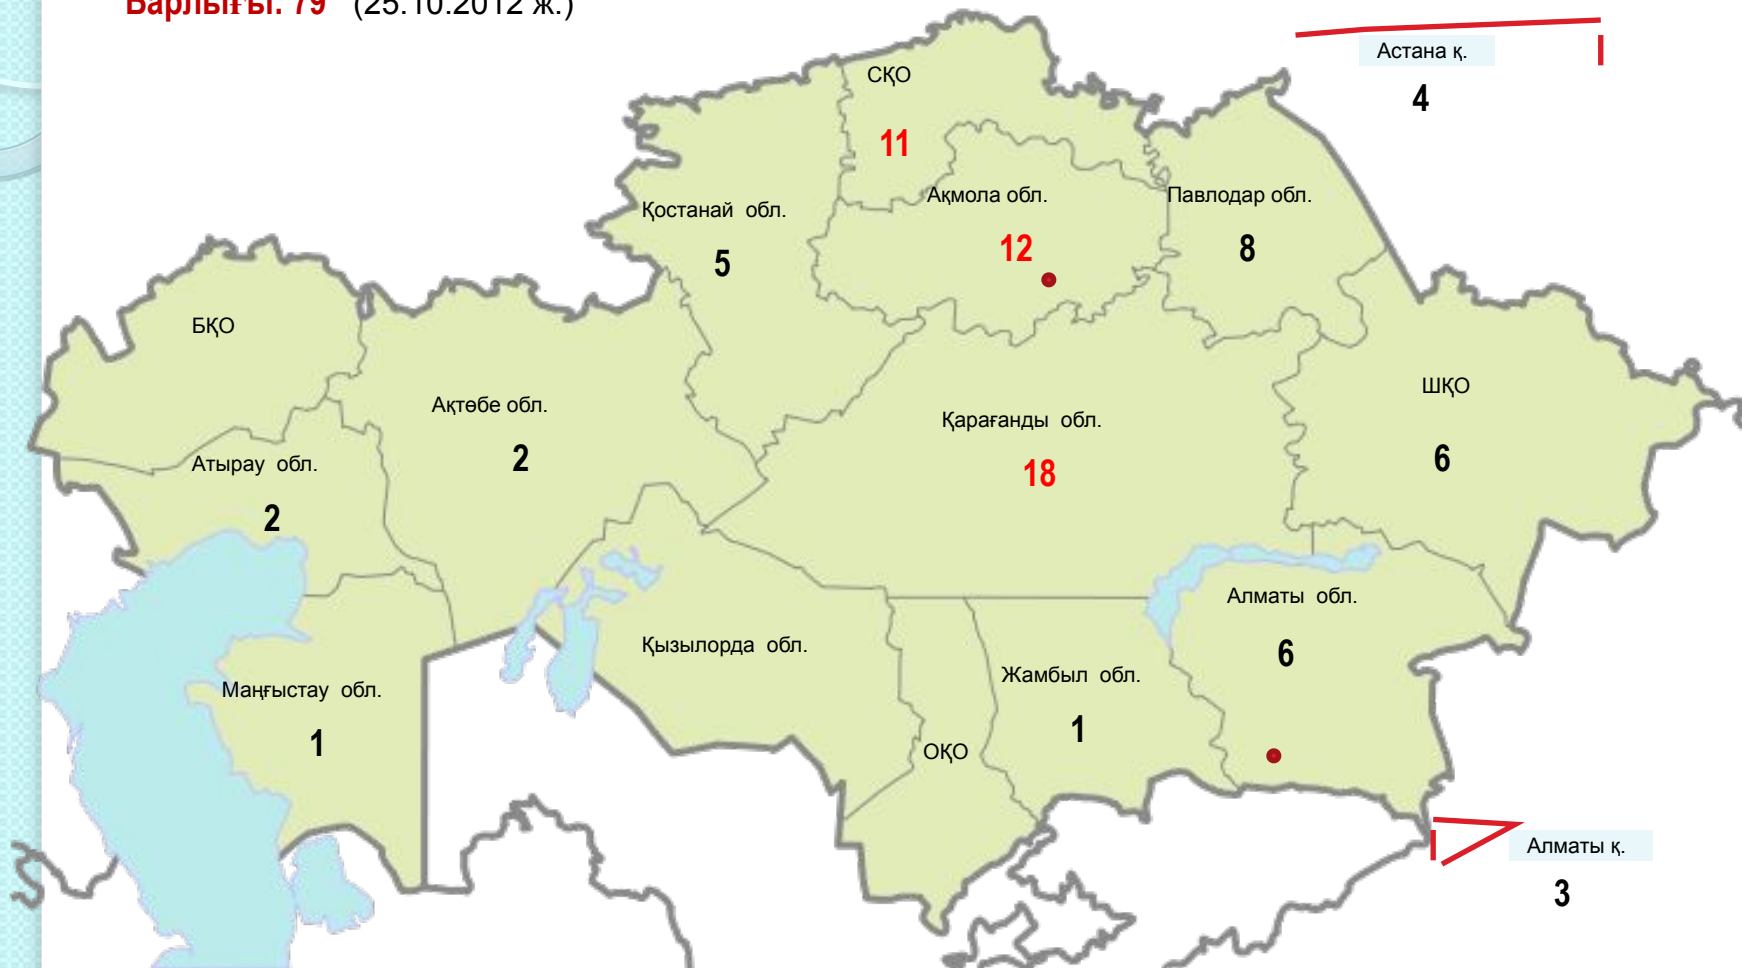 Барлығы: 79 (25.10.2012 ж.)
Астана қ.
4
СҚО
11
Ақмола обл.
12
Павлодар обл.
8
Қостанай обл.
5
БҚО
Ақтөбе обл.
2
Қарағанды обл.
18
ШҚО
6
Атырау обл.
2
Алматы обл.
6
Қызылорда обл.
Жамбыл обл.
1
Маңғыстау обл.
1
ОҚО
Алматы қ.
3